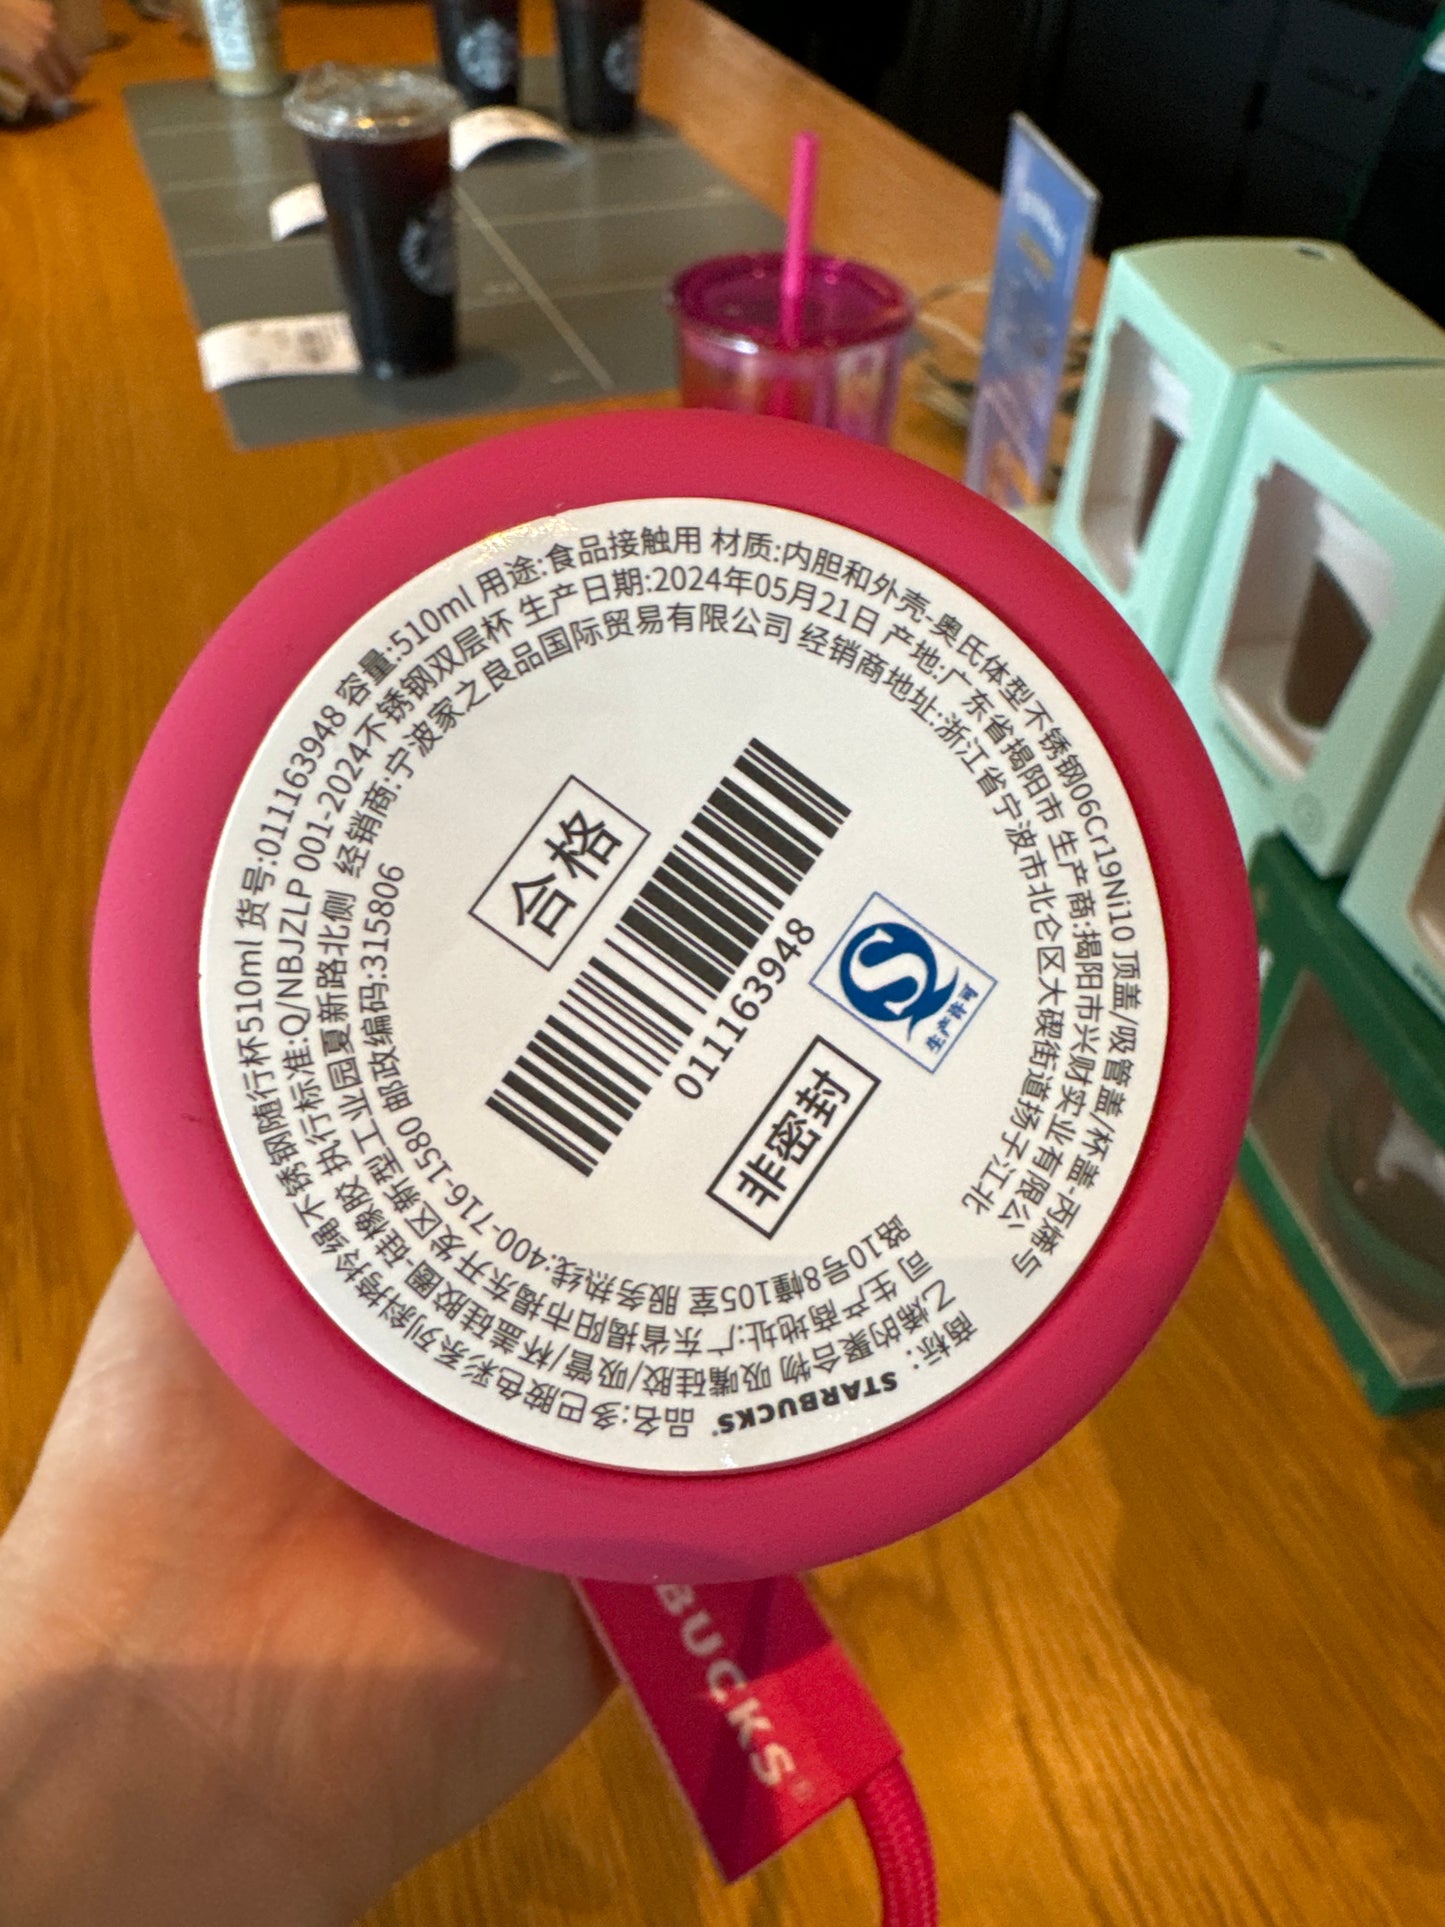 商标: STARBUCKS® 品名:多巴胺色彩系列斜挎拎绳不锈钢随行杯510ml 货号:011163948 容量:510ml 用途:食品接触用 材质:内胆和外壳-奥氏体型不锈钢06Cr19Ni10 顶盖/吸管盖/杯盖-丙烯与
乙烯的聚合物 吸嘴硅胶/吸管/杯盖硅胶圈-硅橡胶 执行标准:Q/NBJZLP 001-2024不锈钢双层杯 生产日期:2024年05月21日 产地:广东省揭阳市 生产商:揭阳市兴财实业有限公
司 生产商地址:广东省揭阳市揭东开发区新型工业园夏新路北侧 经销商:宁波家之良品国际贸易有限公司 经销商地址:浙江省宁波市北仑区大碶街道扬子江北
路10号8幢105室 服务热线:400-716-1580 邮政编码:315806
合格
011163948
生产许可
非密封
BUCKS®